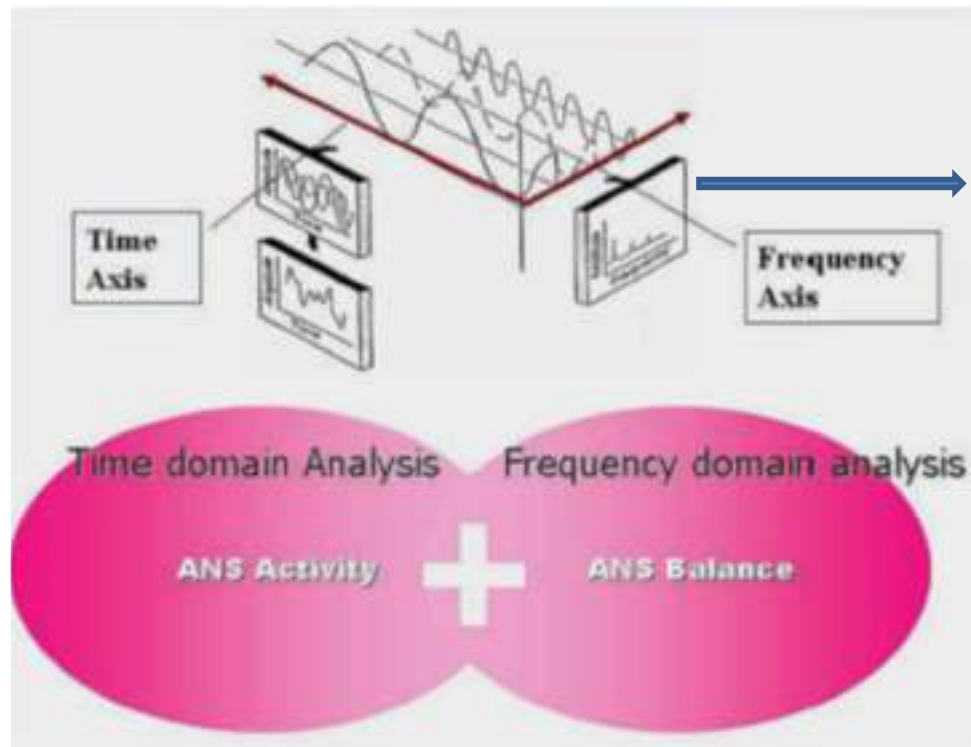 Time
Axis
Frequency
Axis
Time domain Analysis
Frequency domain analysis
ANS Activity
ANS Balance